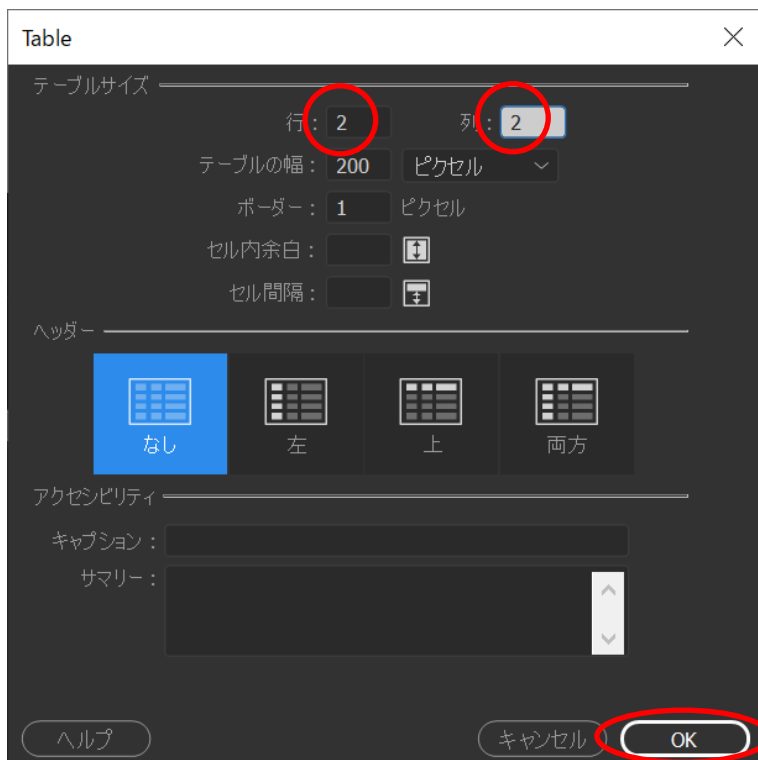 Table
テーブルサイズ
行： 2 列： 2
テーブルの幅： 200 ピクセル
ボーダー： 1 ピクセル
セル内余白：
セル間隔：
ヘッダー
なし 左 上 両方
アクセシビリティ
キャプション：
サマリー：
ヘルプ キャンセル OK